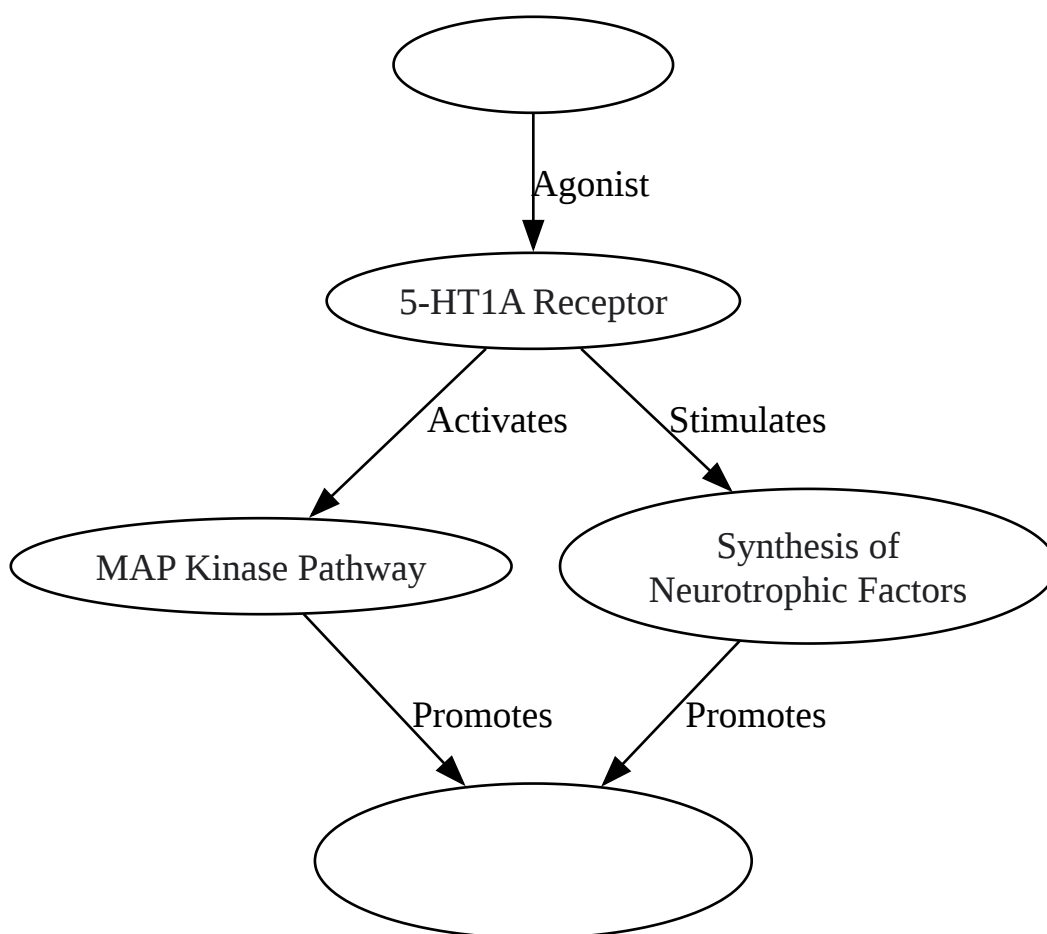 Agonist
5-HT1A Receptor
Activates
Stimulates
MAP Kinase Pathway
Synthesis of
Neurotrophic Factors
Promotes
Promotes